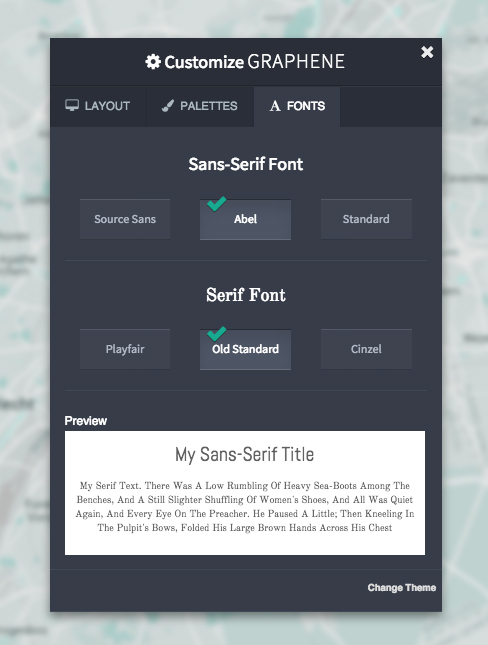 Customize GRAPHENE
LAYOUT PALETTES A FONTS
Sans-Serif Font
Source Sans Abel Standard
Serif Font
Playfair Old Standard Cinzel
Preview
My Sans-Serif Title
My Serif Text. There Was A Low Rumbling Of Heavy Sea-Boots Among The
Benches, And A Still Slighter Shuffling Of Women's Shoes, And All Was Quiet
Again, And Every Eye On The Preacher. He Paused A Little; Then Kneeling In
The Pulpit's Bows, Folded His Large Brown Hands Across His Chest
Change Theme